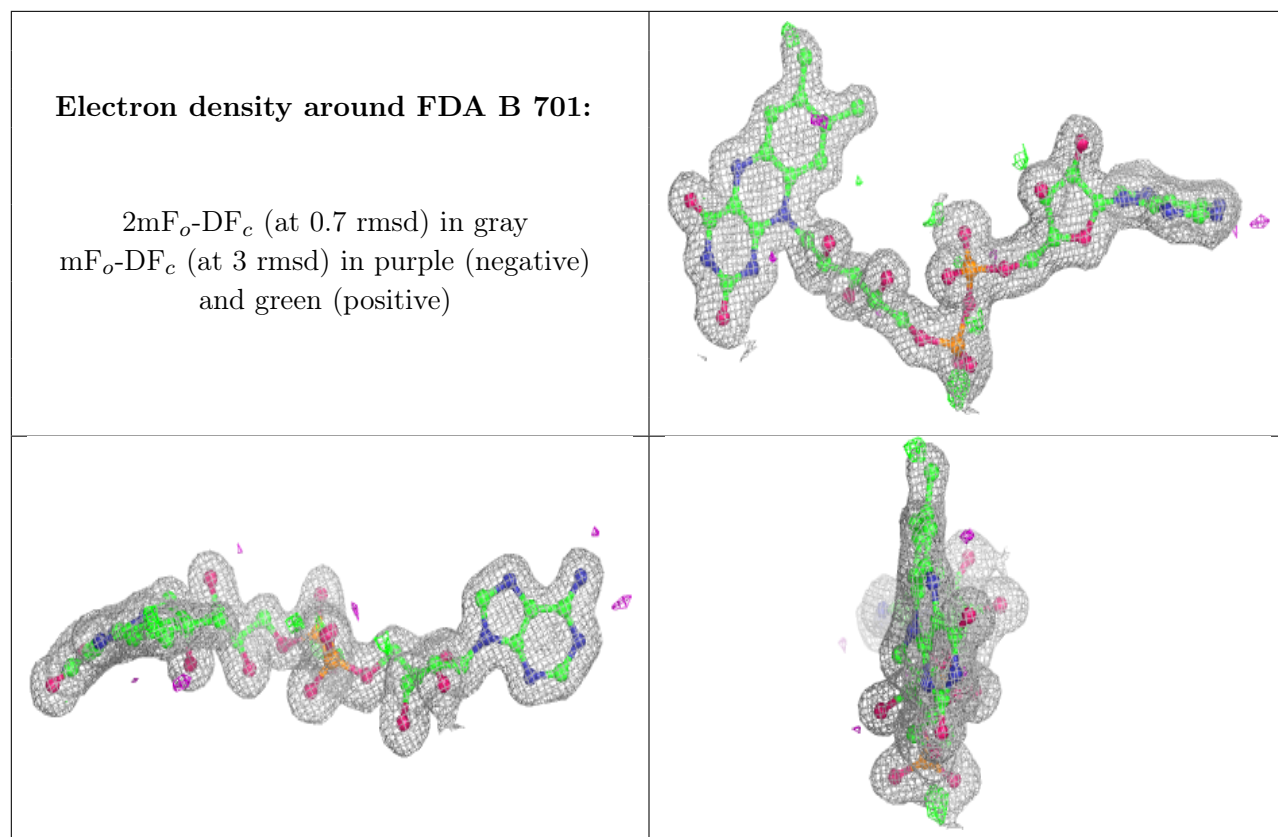 Electron density around FDA B 701:
2mFo-DFc (at 0.7 rmsd) in gray
mFo-DFc (at 3 rmsd) in purple (negative)
and green (positive)